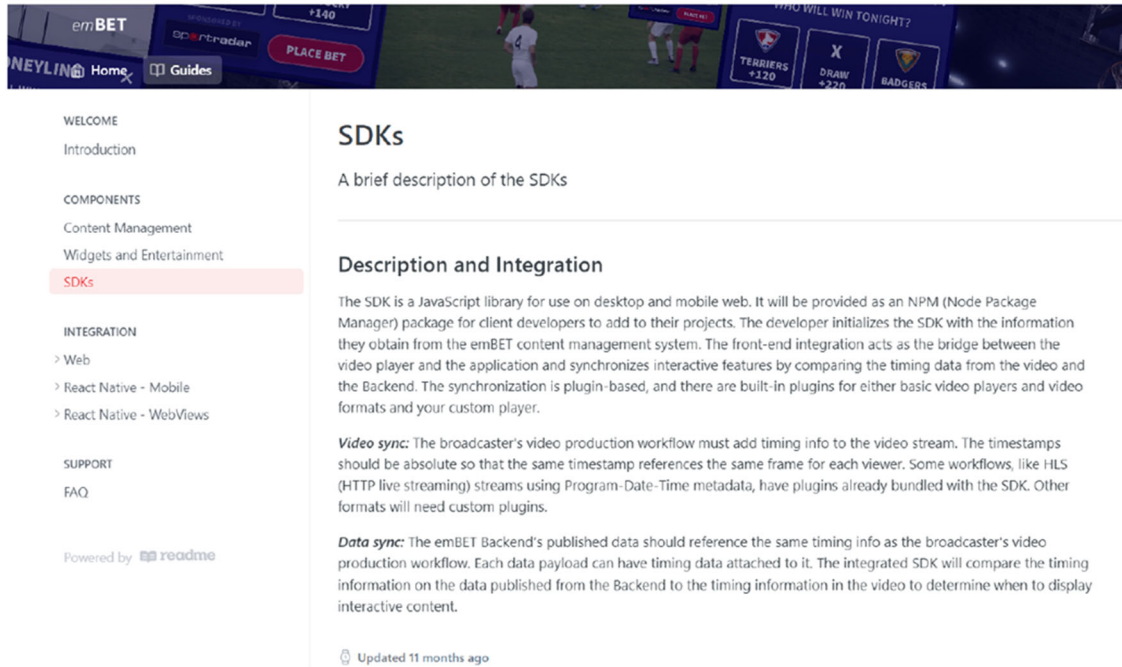 +140
WHO WILL WIN TONIGHT?
emBET
SPONSORED BY
sportradar
PLACE BET
4
TERRIERS
+120
X
DRAW
+220
BADGERS
NEYLIN
Home
Guides
WELCOME
Introduction
COMPONENTS
Content Management
Widgets and Entertainment
SDKs
INTEGRATION
> Web
> React Native - Mobile
> React Native - WebViews
SUPPORT
FAQ
Powered by readme
SDKs
A brief description of the SDKs
Description and Integration
The SDK is a JavaScript library for use on desktop and mobile web. It will be provided as an NPM (Node Package
Manager) package for client developers to add to their projects. The developer initializes the SDK with the information
they obtain from the emBET content management system. The front-end integration acts as the bridge between the
video player and the application and synchronizes interactive features by comparing the timing data from the video and
the Backend. The synchronization is plugin-based, and there are built-in plugins for either basic video players and video
formats and your custom player.
Video sync: The broadcaster's video production workflow must add timing info to the video stream. The timestamps
should be absolute so that the same timestamp references the same frame for each viewer. Some workflows, like HLS
(HTTP live streaming) streams using Program-Date-Time metadata, have plugins already bundled with the SDK. Other
formats will need custom plugins.
Data sync: The emBET Backend's published data should reference the same timing info as the broadcaster's video
production workflow. Each data payload can have timing data attached to it. The integrated SDK will compare the timing
information on the data published from the Backend to the timing information in the video to determine when to display
interactive content.
Updated 11 months ago